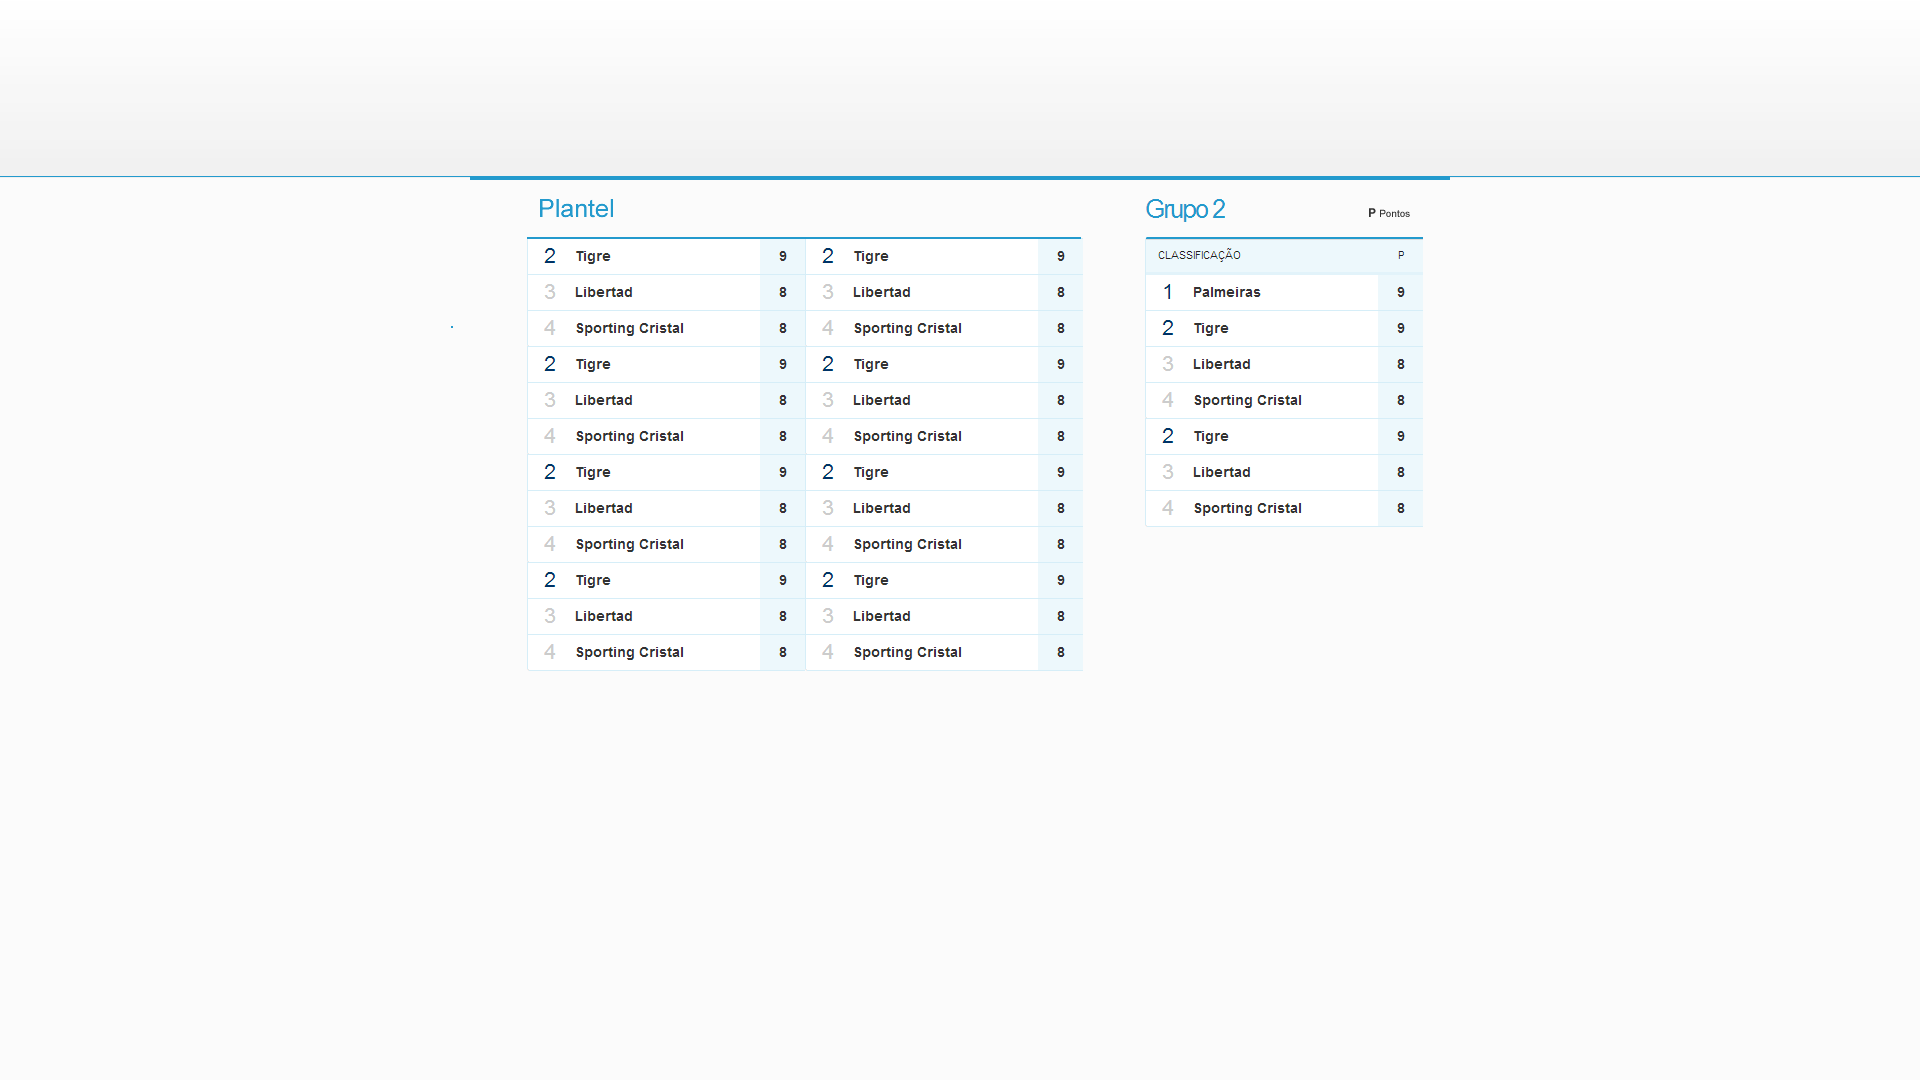 Plantel
2 Tigre 9 2 Tigre 9
3 Libertad 8 3 Libertad 8
4 Sporting Cristal 8 4 Sporting Cristal 8
2 Tigre 9 2 Tigre 9
3 Libertad 8 3 Libertad 8
4 Sporting Cristal 8 4 Sporting Cristal 8
2 Tigre 9 2 Tigre 9
3 Libertad 8 3 Libertad 8
4 Sporting Cristal 8 4 Sporting Cristal 8
2 Tigre 9 2 Tigre 9
3 Libertad 8 3 Libertad 8
4 Sporting Cristal 8 4 Sporting Cristal 8
Grupo 2 P Pontos
CLASSIFICAÇÃO P
1 Palmeiras 9
2 Tigre 9
3 Libertad 8
4 Sporting Cristal 8
2 Tigre 9
3 Libertad 8
4 Sporting Cristal 8